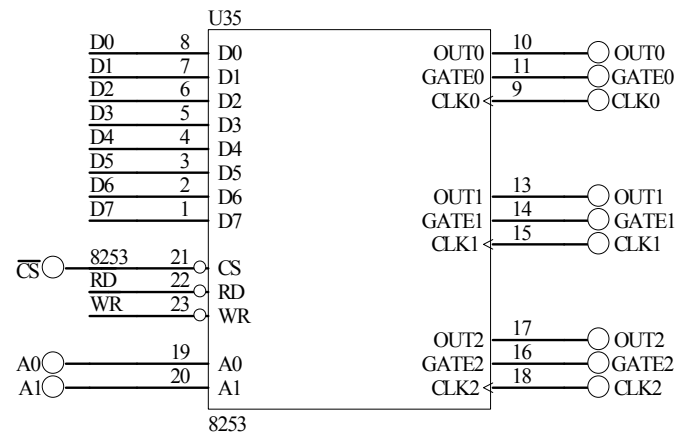 U35
D0 8 D0 OUT0 10 OUT0
D1 7 D1 GATE0 11 GATE0
D2 6 D2 CLK0 9 CLK0
D3 5 D3
D4 4 D4
D5 3 D5
D6 2 D6 OUT1 13 OUT1
D7 1 D7 GATE1 14 GATE1
CLK1 15 CLK1
CS 8253 21 CS
RD 22 RD
WR 23 WR
OUT2 17 OUT2
A0 19 A0 GATE2 16 GATE2
A1 20 A1 CLK2 18 CLK2
8253